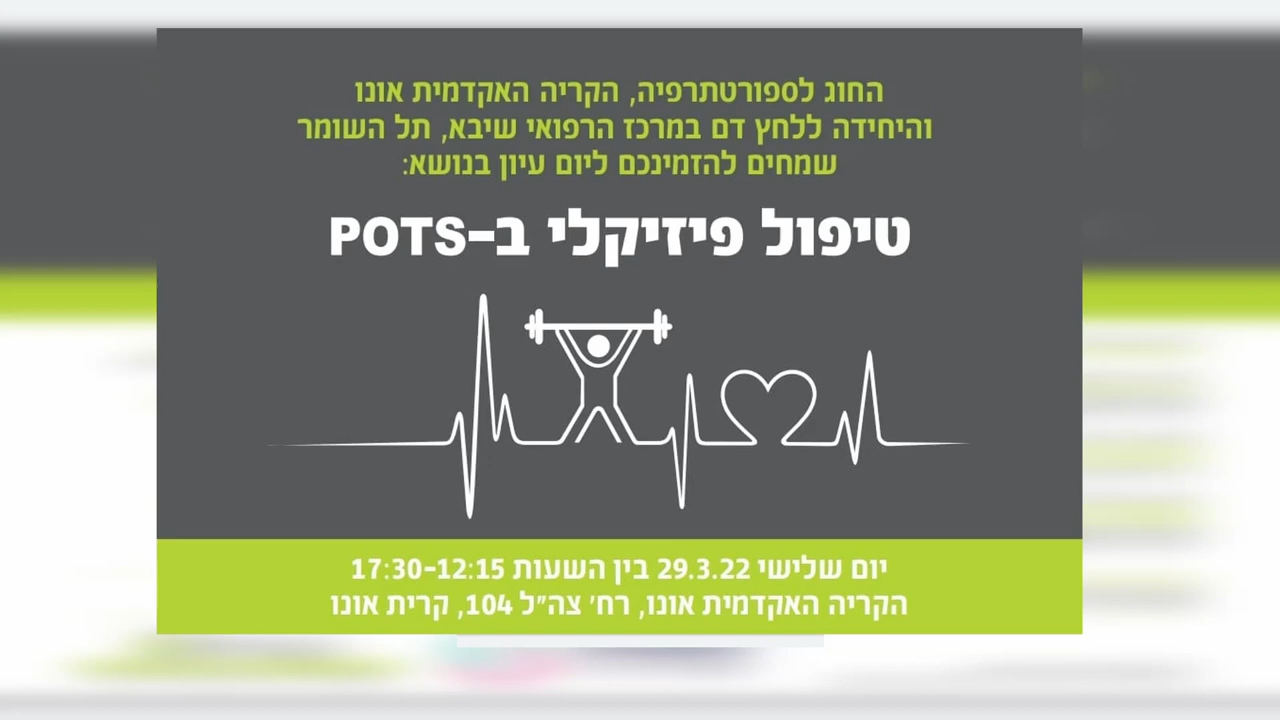 החוג לספורטתרפיה, הקריה האקדמית אונו
והיחידה ללחץ דם במרכז הרפואי שיבא, תל השומר
שמחים להזמינכם ליום עיון בנושא:
טיפול פיזיקלי ב-POTS
יום שלישי 29.3.22 בין השעות 17:30-12:15
הקריה האקדמית אונו, רח' צה"ל 104, קרית אונו